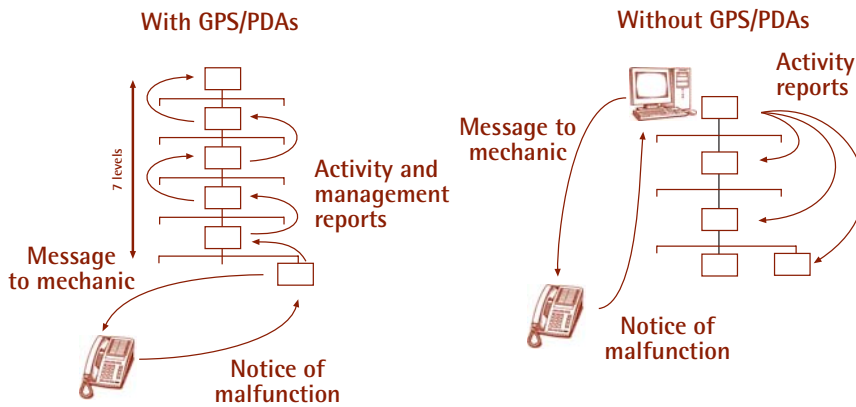 With GPS/PDAs
7 levels
Activity and
management
reports
Message
to mechanic
Notice of
malfunction
Without GPS/PDAs
Activity
reports
Message to
mechanic
Notice of
malfunction